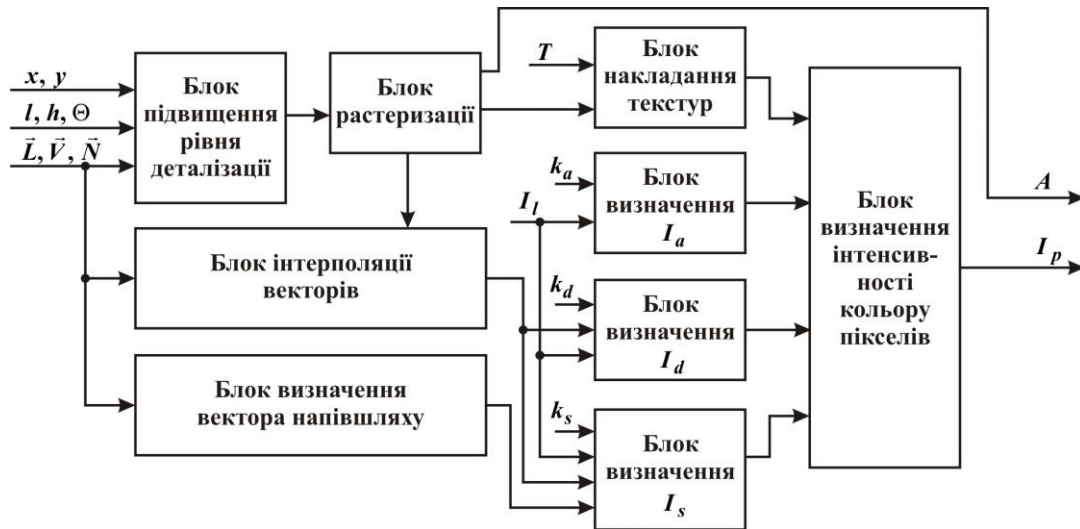 x, y
l, h, Θ
L⃗, V⃗, N⃗
Блок
підвищення
рівня
деталізації
Блок
растеризації
T
Блок
накладання
текстур
Блок інтерполяції
векторів
Блок визначення
вектора напівшляху
I_l
k_a
Блок
визначення
I_a
k_d
Блок
визначення
I_d
k_s
Блок
визначення
I_s
Блок
визначення
інтенсив-
ності
кольору
пікселів
A
I_p